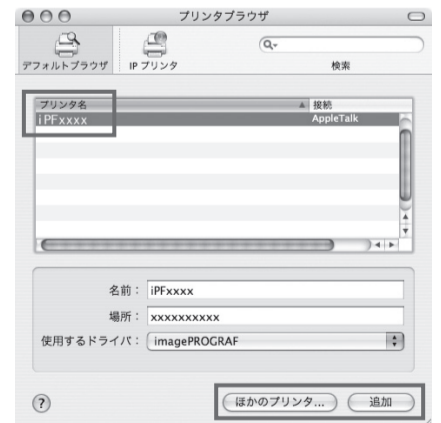 プリンタブラウザ
デフォルトブラウザ IP プリンタ 検索
プリンタ名 接続
iPFxxxx AppleTalk
名前： iPFxxxx
場所： xxxxxxxxxx
使用するドライバ： imagePROGRAF
? ほかのプリンタ... 追加